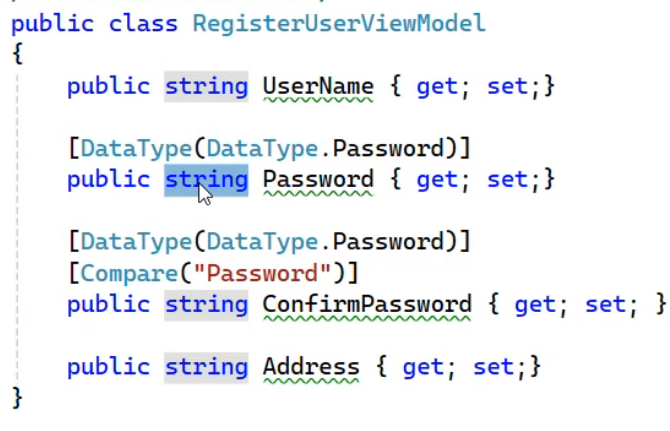 public class RegisterUserViewModel
{
public string UserName { get; set;}
[DataType(DataType.Password)]
public string Password { get; set;}
[DataType(DataType.Password)]
[Compare("Password")]
public string ConfirmPassword { get; set; }
public string Address { get; set;}
}